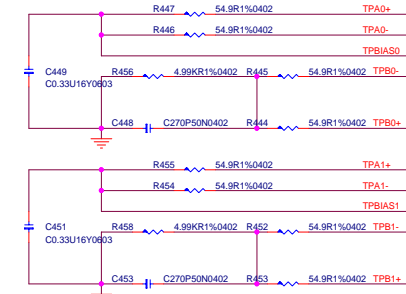 R447 54.9R1%0402 TPA0+
R446 54.9R1%0402 TPA0-
TPBIAS0
C449 R456 4.99KR1%0402 R445 54.9R1%0402 TPB0-
C0.33U16Y0603
C448 C270P50N0402 R444 54.9R1%0402 TPB0+
R455 54.9R1%0402 TPA1+
R454 54.9R1%0402 TPA1-
TPBIAS1
C451 R458 4.99KR1%0402 R452 54.9R1%0402 TPB1-
C0.33U16Y0603
C453 C270P50N0402 R453 54.9R1%0402 TPB1+